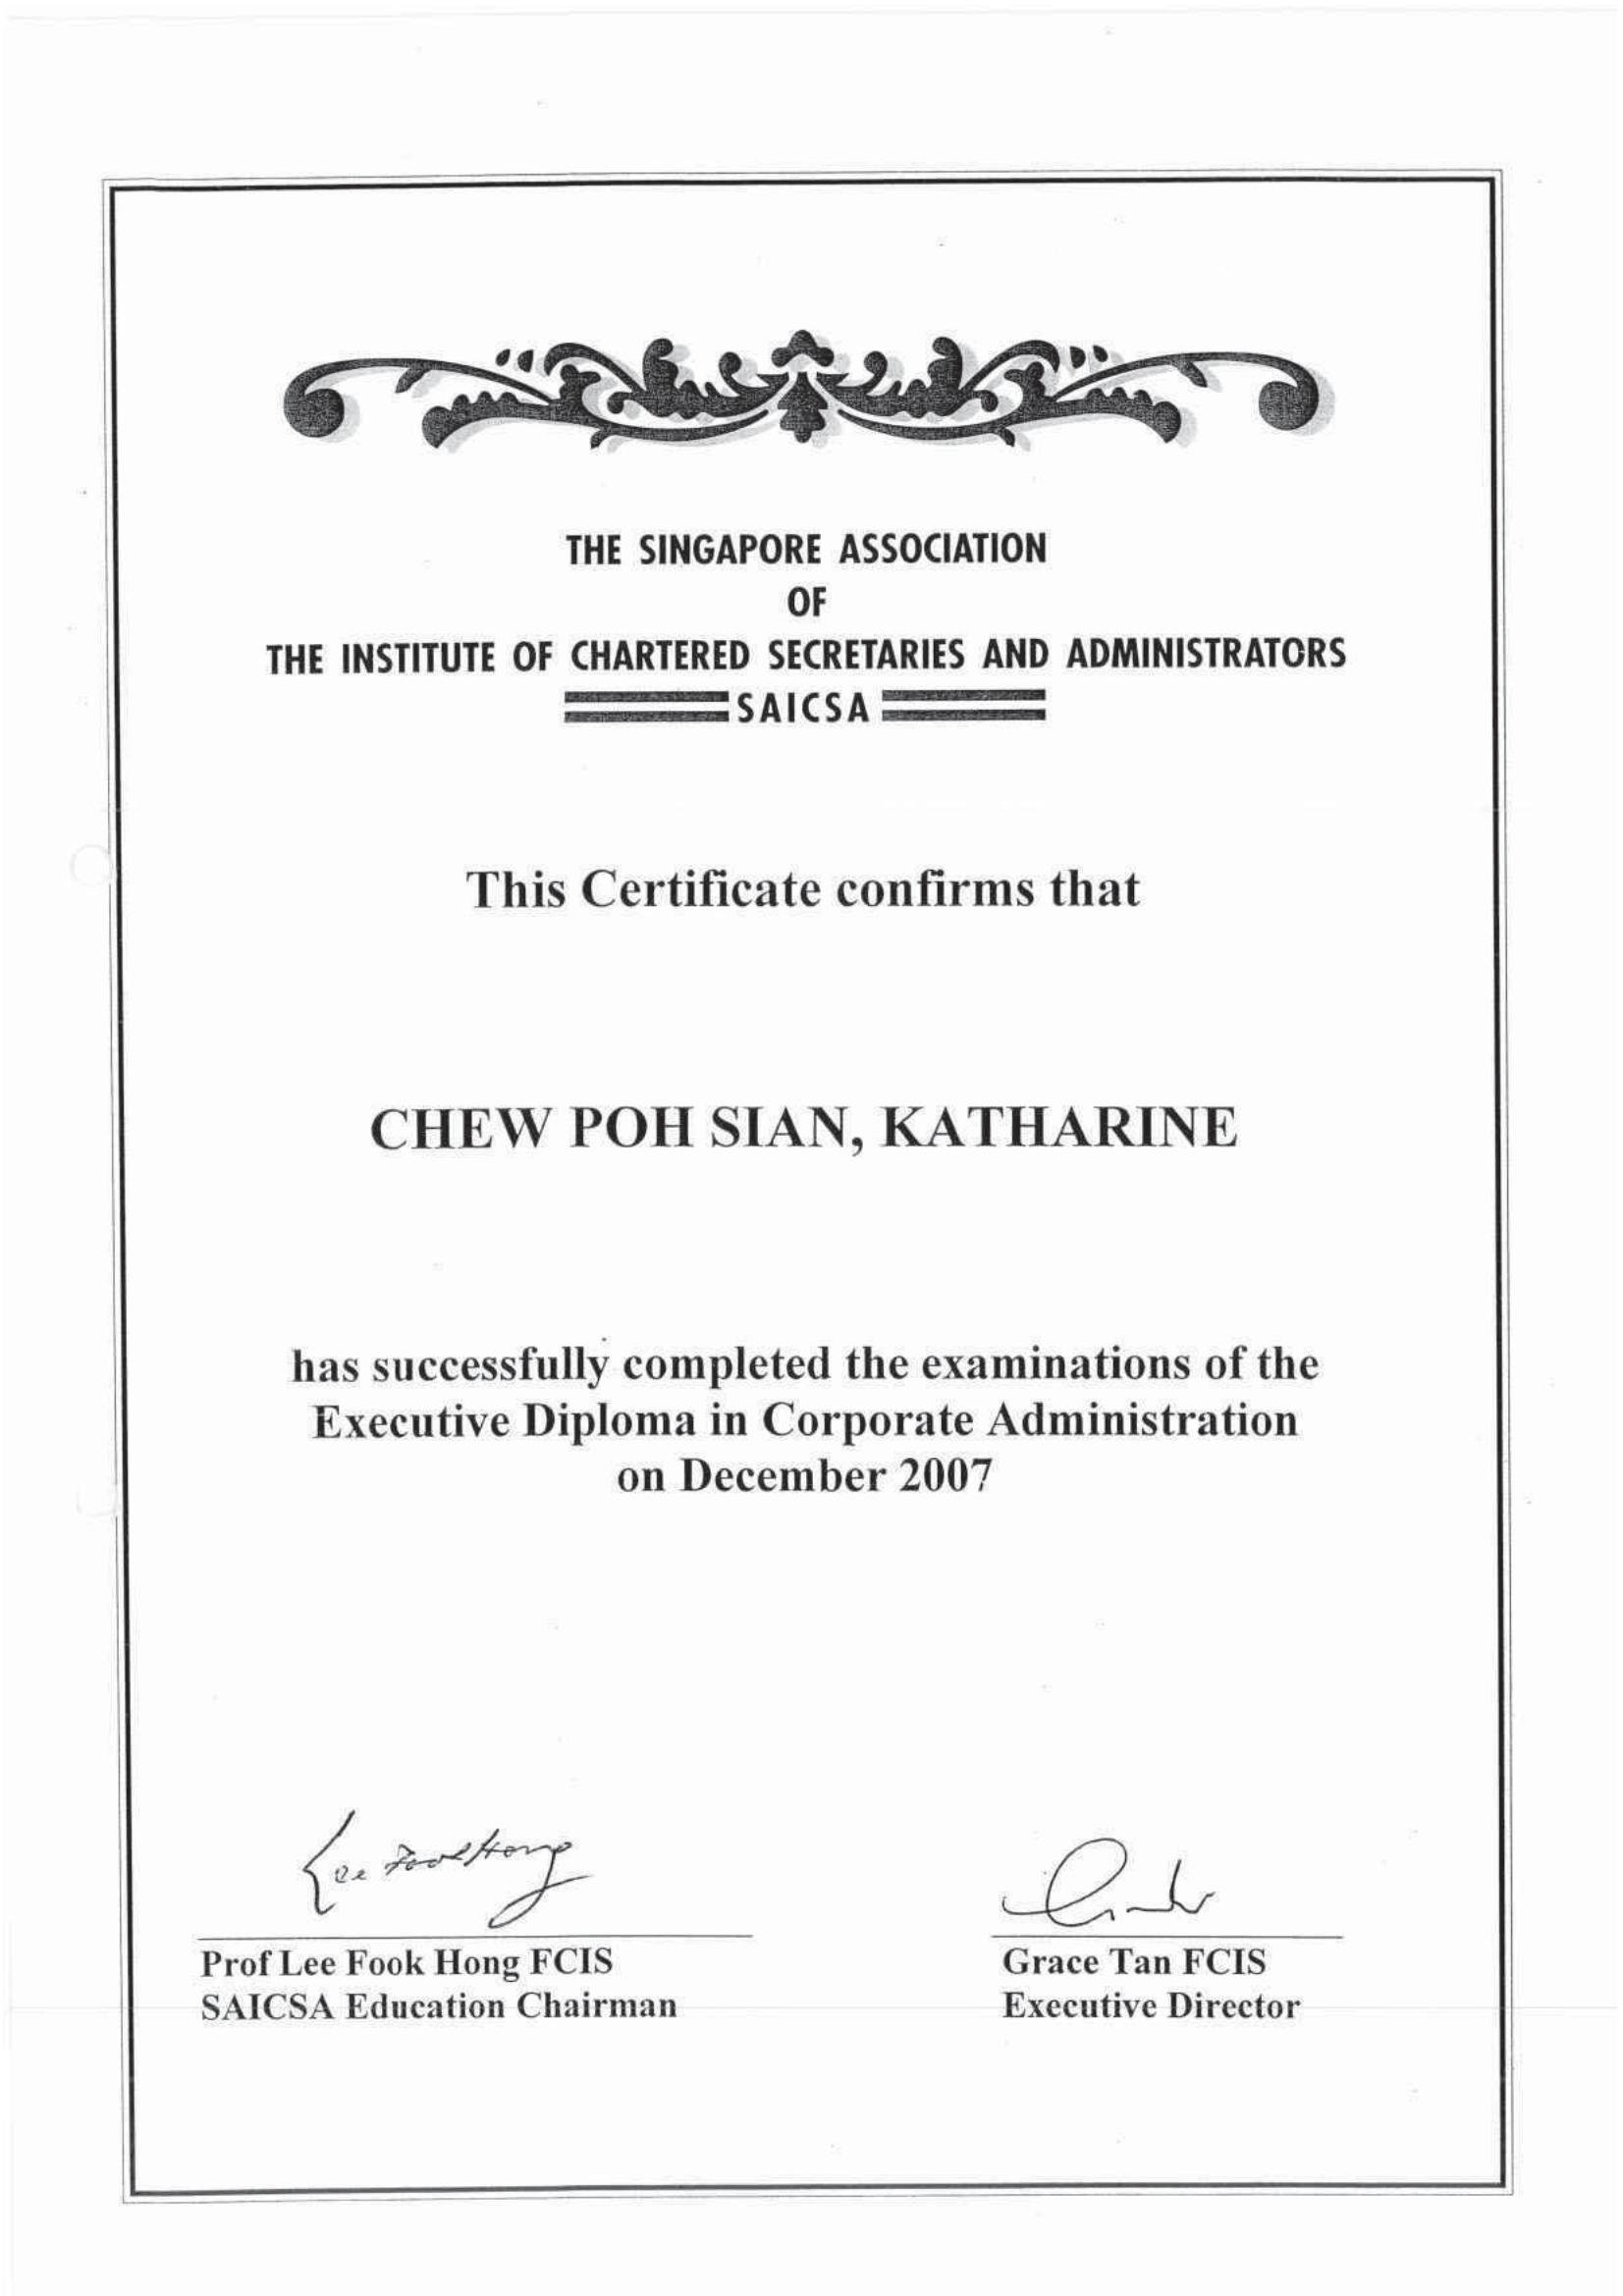 THE SINGAPORE ASSOCIATION
OF
THE INSTITUTE OF CHARTERED SECRETARIES AND ADMINISTRATORS
SAICSA
This Certificate confirms that
CHEW POH SIAN, KATHARINE
has successfully completed the examinations of the
Executive Diploma in Corporate Administration
on December 2007
Lee Fook Hong
Prof Lee Fook Hong FCIS
SAICSA Education Chairman
Grace Tan FCIS
Executive Director